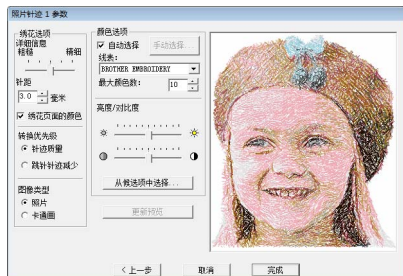 照片针迹 1 参数
绣花选项
详细信息
粗糙 精细
针距
3.0 毫米
绣花页面的颜色
转换优先级
针迹质量
跳针针迹减少
图像类型
照片
卡通画
颜色选项
自动选择 手动选择...
线表:
BROTHER EMBROIDERY
最大颜色数: 10
亮度/对比度
从候选项中选择...
更新预览
<上一步 取消 完成